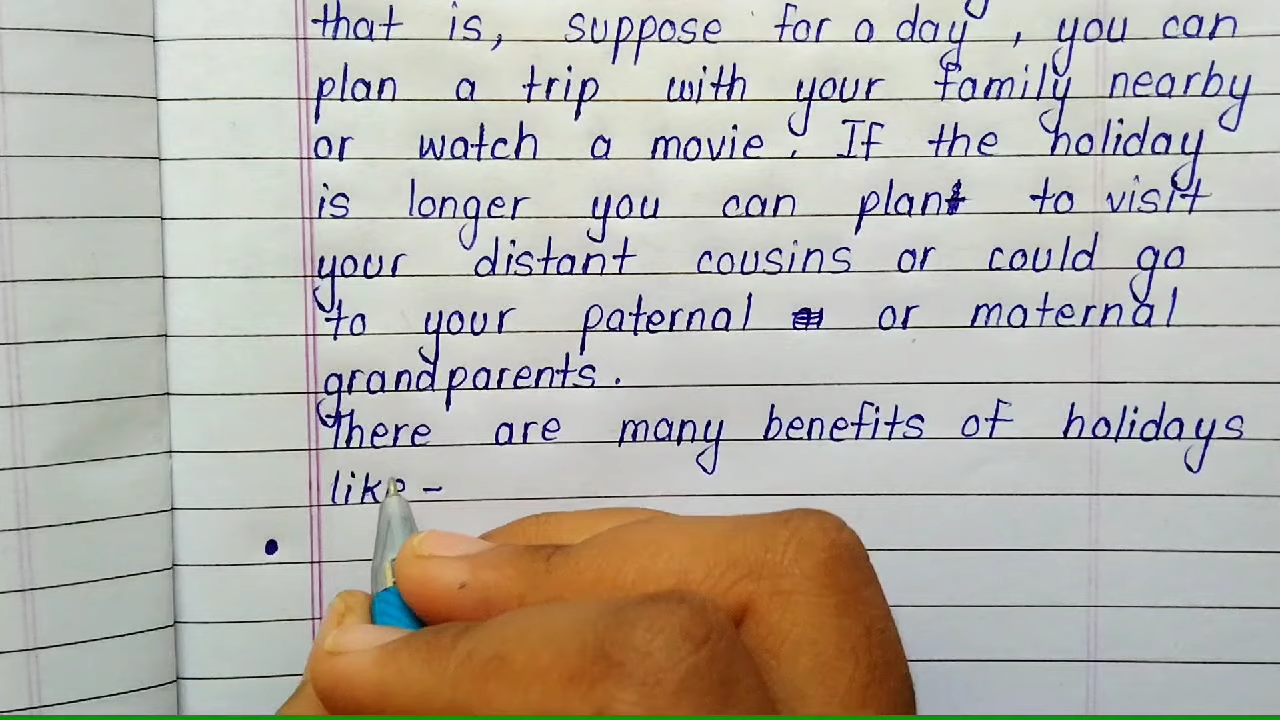 that is, suppose for a day, you can
plan a trip with your family nearby
or watch a movie. If the holiday
is longer you can plan to visit
your distant cousins or could go
to your paternal or maternal
grandparents.
There are many benefits of holidays
like -